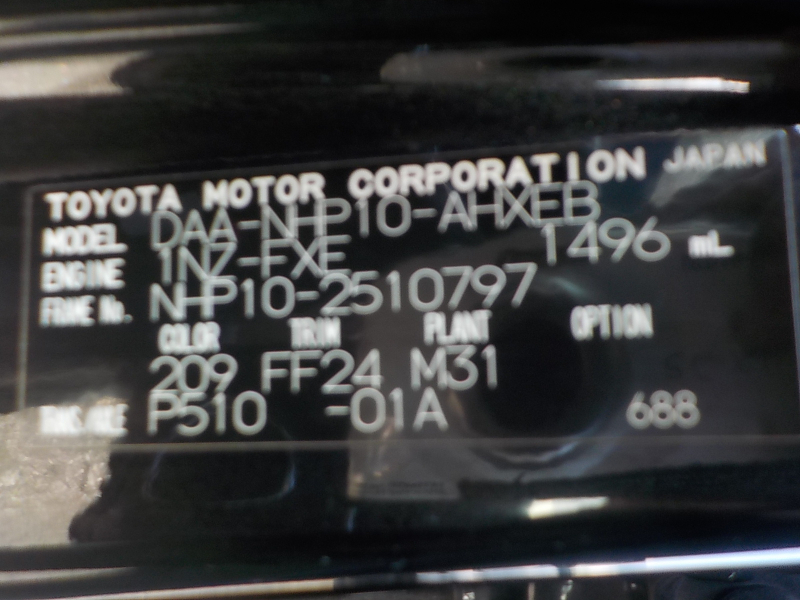 TOYOTA MOTOR CORPORATION JAPAN
MODEL DAA-NHP10-AHXEB
ENGINE 1NZ-FXE 1496 mL
FRAME No. NHP10-2510797
COLOR TRIM PLANT OPTION
209 FF24 M31
TRANS.AXLE P510 -01A 688